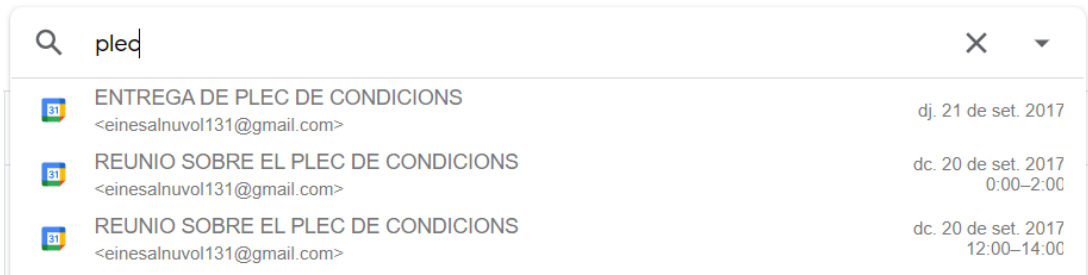 plec
ENTREGA DE PLEC DE CONDICIONS
<einesalnuvol131@gmail.com>
dj. 21 de set. 2017
REUNIO SOBRE EL PLEC DE CONDICIONS
<einesalnuvol131@gmail.com>
dc. 20 de set. 2017
0:00–2:00
REUNIO SOBRE EL PLEC DE CONDICIONS
<einesalnuvol131@gmail.com>
dc. 20 de set. 2017
12:00–14:00